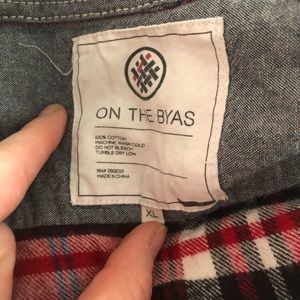 ON THE BYAS
100% COTTON
MACHINE WASH COLD
DO NOT BLEACH
TUMBLE DRY LOW
MADE IN CHINA
XL